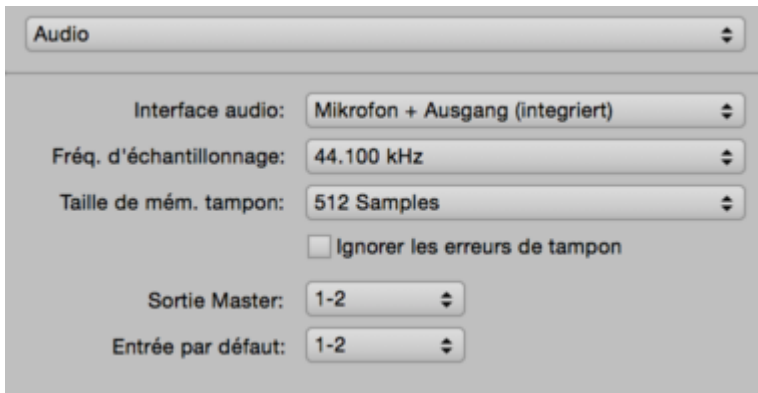 Audio
Interface audio: Mikrofon + Ausgang (integriert)
Fréq. d'échantillonnage: 44.100 kHz
Taille de mém. tampon: 512 Samples
Ignorer les erreurs de tampon
Sortie Master: 1-2
Entrée par défaut: 1-2